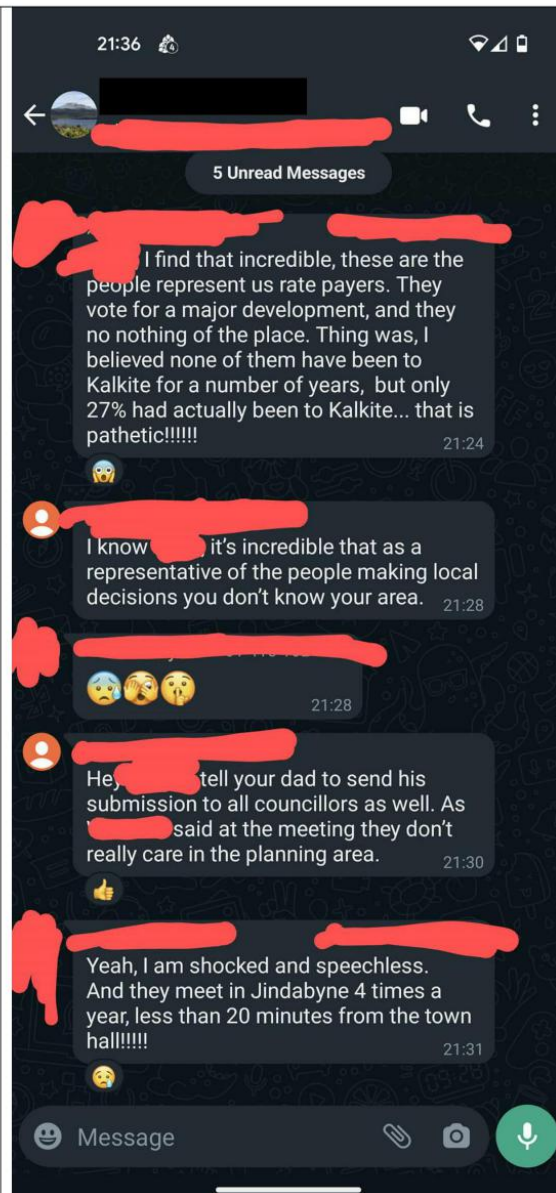 21:36
5 Unread Messages
I find that incredible, these are the
people represent us rate payers. They
vote for a major development, and they
no nothing of the place. Thing was, I
believed none of them have been to
Kalkite for a number of years, but only
27% had actually been to Kalkite... that is
pathetic!!!!!!
21:24
I know , it's incredible that as a
representative of the people making local
decisions you don't know your area.
21:28
21:28
Hey tell your dad to send his
submission to all councillors as well. As
said at the meeting they don't
really care in the planning area.
21:30
Yeah, I am shocked and speechless.
And they meet in Jindabyne 4 times a
year, less than 20 minutes from the town
hall!!!!!
21:31
Message